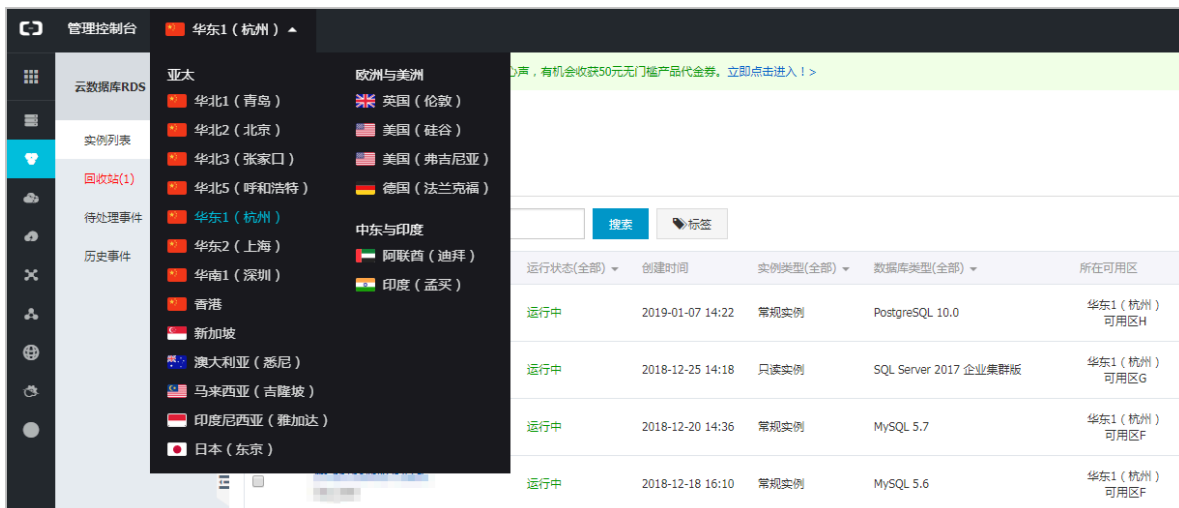 管理控制台
华东1 ( 杭州 )
亚太
华北1 ( 青岛 )
华北2 ( 北京 )
华北3 ( 张家口 )
华北5 ( 呼和浩特 )
华东1 ( 杭州 )
华东2 ( 上海 )
华南1 ( 深圳 )
香港
新加坡
澳大利亚 ( 悉尼 )
马来西亚 ( 吉隆坡 )
印度尼西亚 ( 雅加达 )
日本 ( 东京 )
欧洲与美洲
英国 ( 伦敦 )
美国 ( 硅谷 )
美国 ( 弗吉尼亚 )
德国 ( 法兰克福 )
中东与印度
阿联酋 ( 迪拜 )
印度 ( 孟买 )
云数据库RDS
实例列表
回收站(1)
待处理事件
历史事件
心声，有机会收获50元无门槛产品代金券。立即点击进入！>
搜索
标签
运行状态(全部) 创建时间 实例类型(全部) 数据库类型(全部) 所在可用区
运行中 2019-01-07 14:22 常规实例 PostgreSQL 10.0 华东1 ( 杭州 )
可用区H
运行中 2018-12-25 14:18 只读实例 SQL Server 2017 企业集群版 华东1 ( 杭州 )
可用区G
运行中 2018-12-20 14:36 常规实例 MySQL 5.7 华东1 ( 杭州 )
可用区F
运行中 2018-12-18 16:10 常规实例 MySQL 5.6 华东1 ( 杭州 )
可用区F